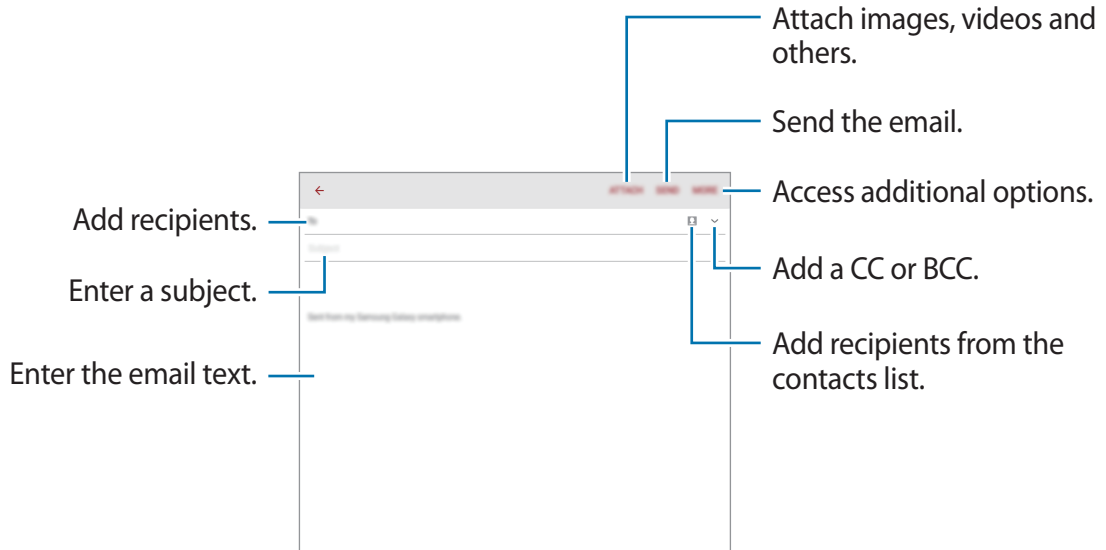 Attach images, videos and
others.
Send the email.
ATTACH SEND MORE
Access additional options.
Add recipients.
To
Subject
Add a CC or BCC.
Enter a subject.
Sent from my Samsung Galaxy smartphone
Add recipients from the
contacts list.
Enter the email text.